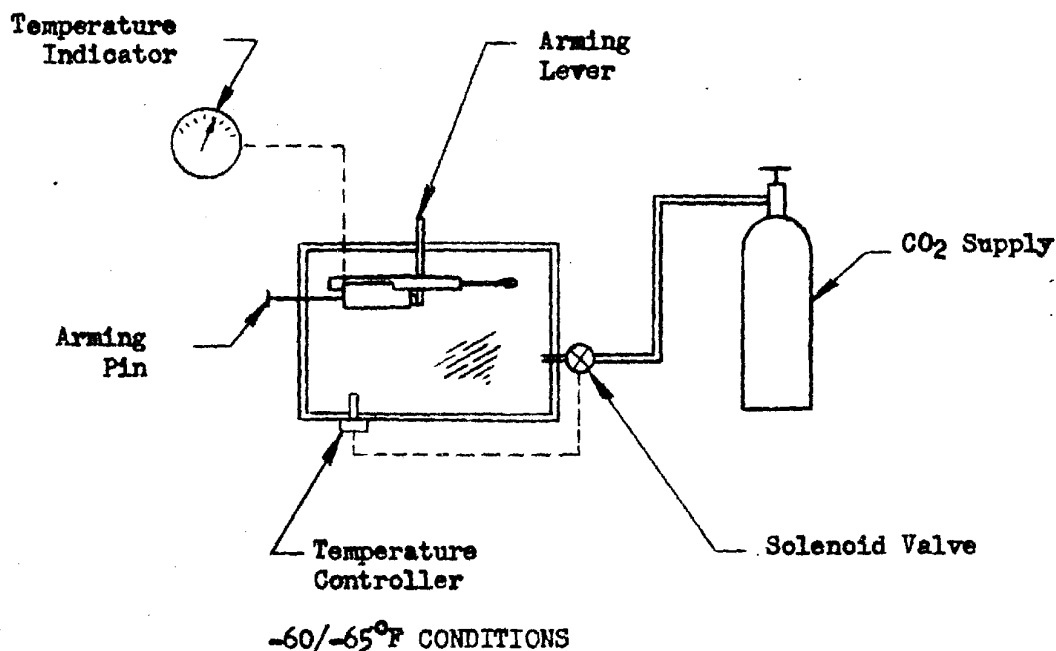 Temperature
Indicator
Arming
Lever
CO2 Supply
Arming
Pin
Solenoid Valve
Temperature
Controller
-60/-65°F CONDITIONS